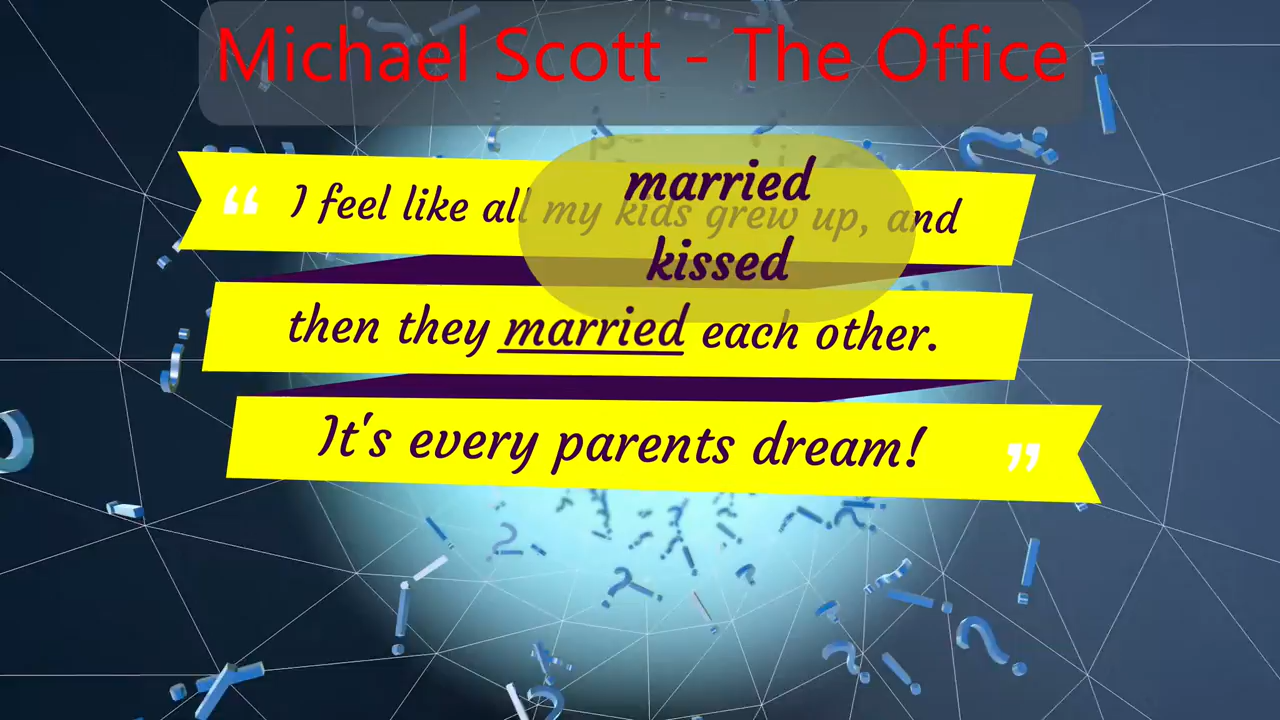 Michael Scott - The Office
“ I feel like all my kids grew up, and
married
kissed
then they married each other.
It's every parents dream! ”